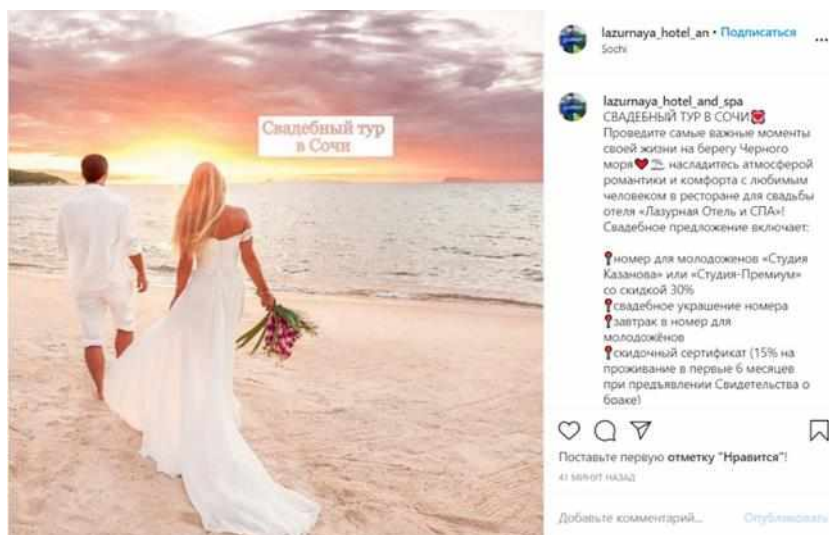 Свадебный тур
в Сочи
lazurnaya_hotel_an • Подписаться
Sochi
lazurnaya_hotel_and_spa
СВАДЕБНЫЙ ТУР В СОЧИ💓
Проведите самые важные моменты
своей жизни на берегу Черного
моря❤️⛱ насладитесь атмосферой
романтики и комфорта с любимым
человеком в ресторане для свадьбы
отеля «Лазурная Отель и СПА»!
Свадебное предложение включает:
📍номер для молодоженов «Студия
Казанова» или «Студия-Премиум»
со скидкой 30%
📍свадебное украшение номера
📍завтрак в номер для
молодожёнов
📍скидочный сертификат (15% на
проживание в первые 6 месяцев
при предъявлении Свидетельства о
браке)
Поставьте первую отметку "Нравится"!
41 МИНУТ НАЗАД
Добавьте комментарий... Опубликовать